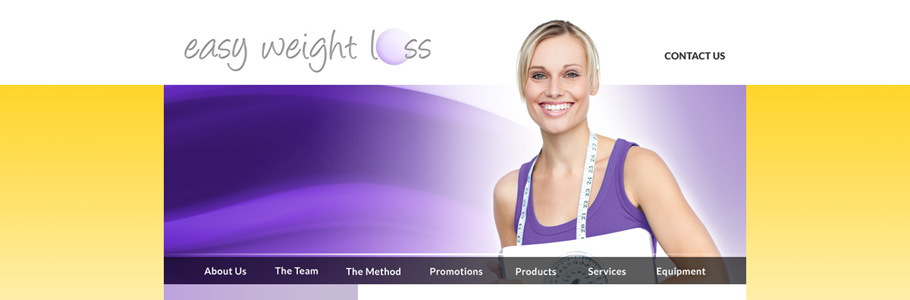 easy weight loss
CONTACT US
About Us The Team The Method Promotions Products Services Equipment